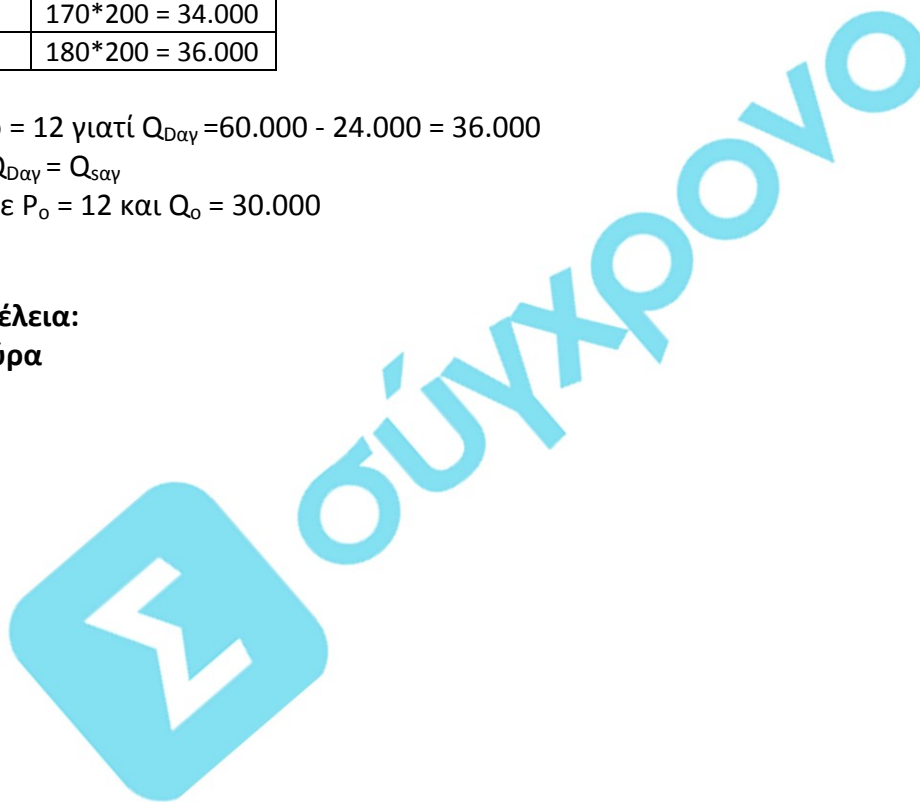 170*200 = 34.000
180*200 = 36.000
= 12 γιατί QDαγ =60.000 - 24.000 = 36.000
QDαγ = Qsαγ
ε Po = 12 και Qo = 30.000
έλεια:
ύρα
Σ σύγχρονο